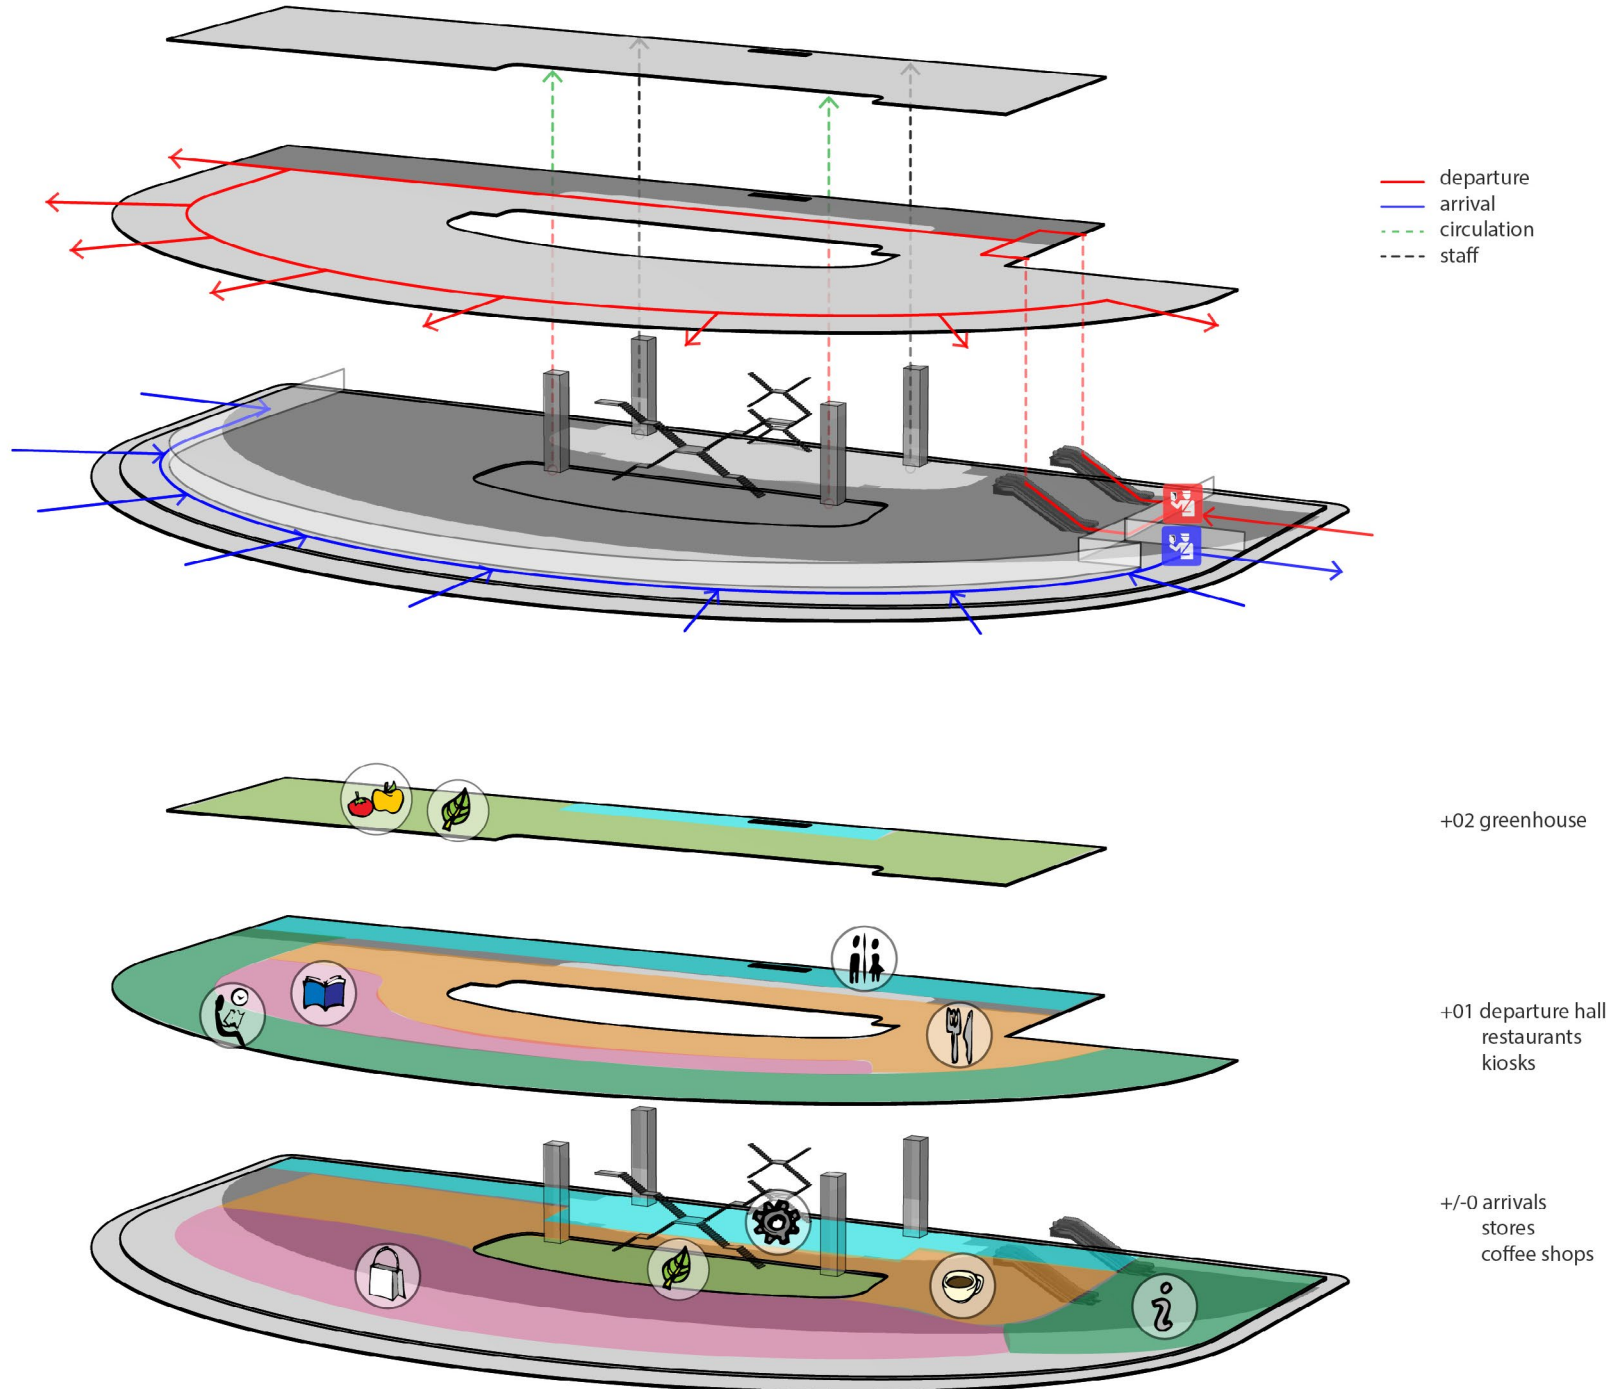 departure
arrival
circulation
staff
+02 greenhouse
+01 departure hall
restaurants
kiosks
+/-0 arrivals
stores
coffee shops